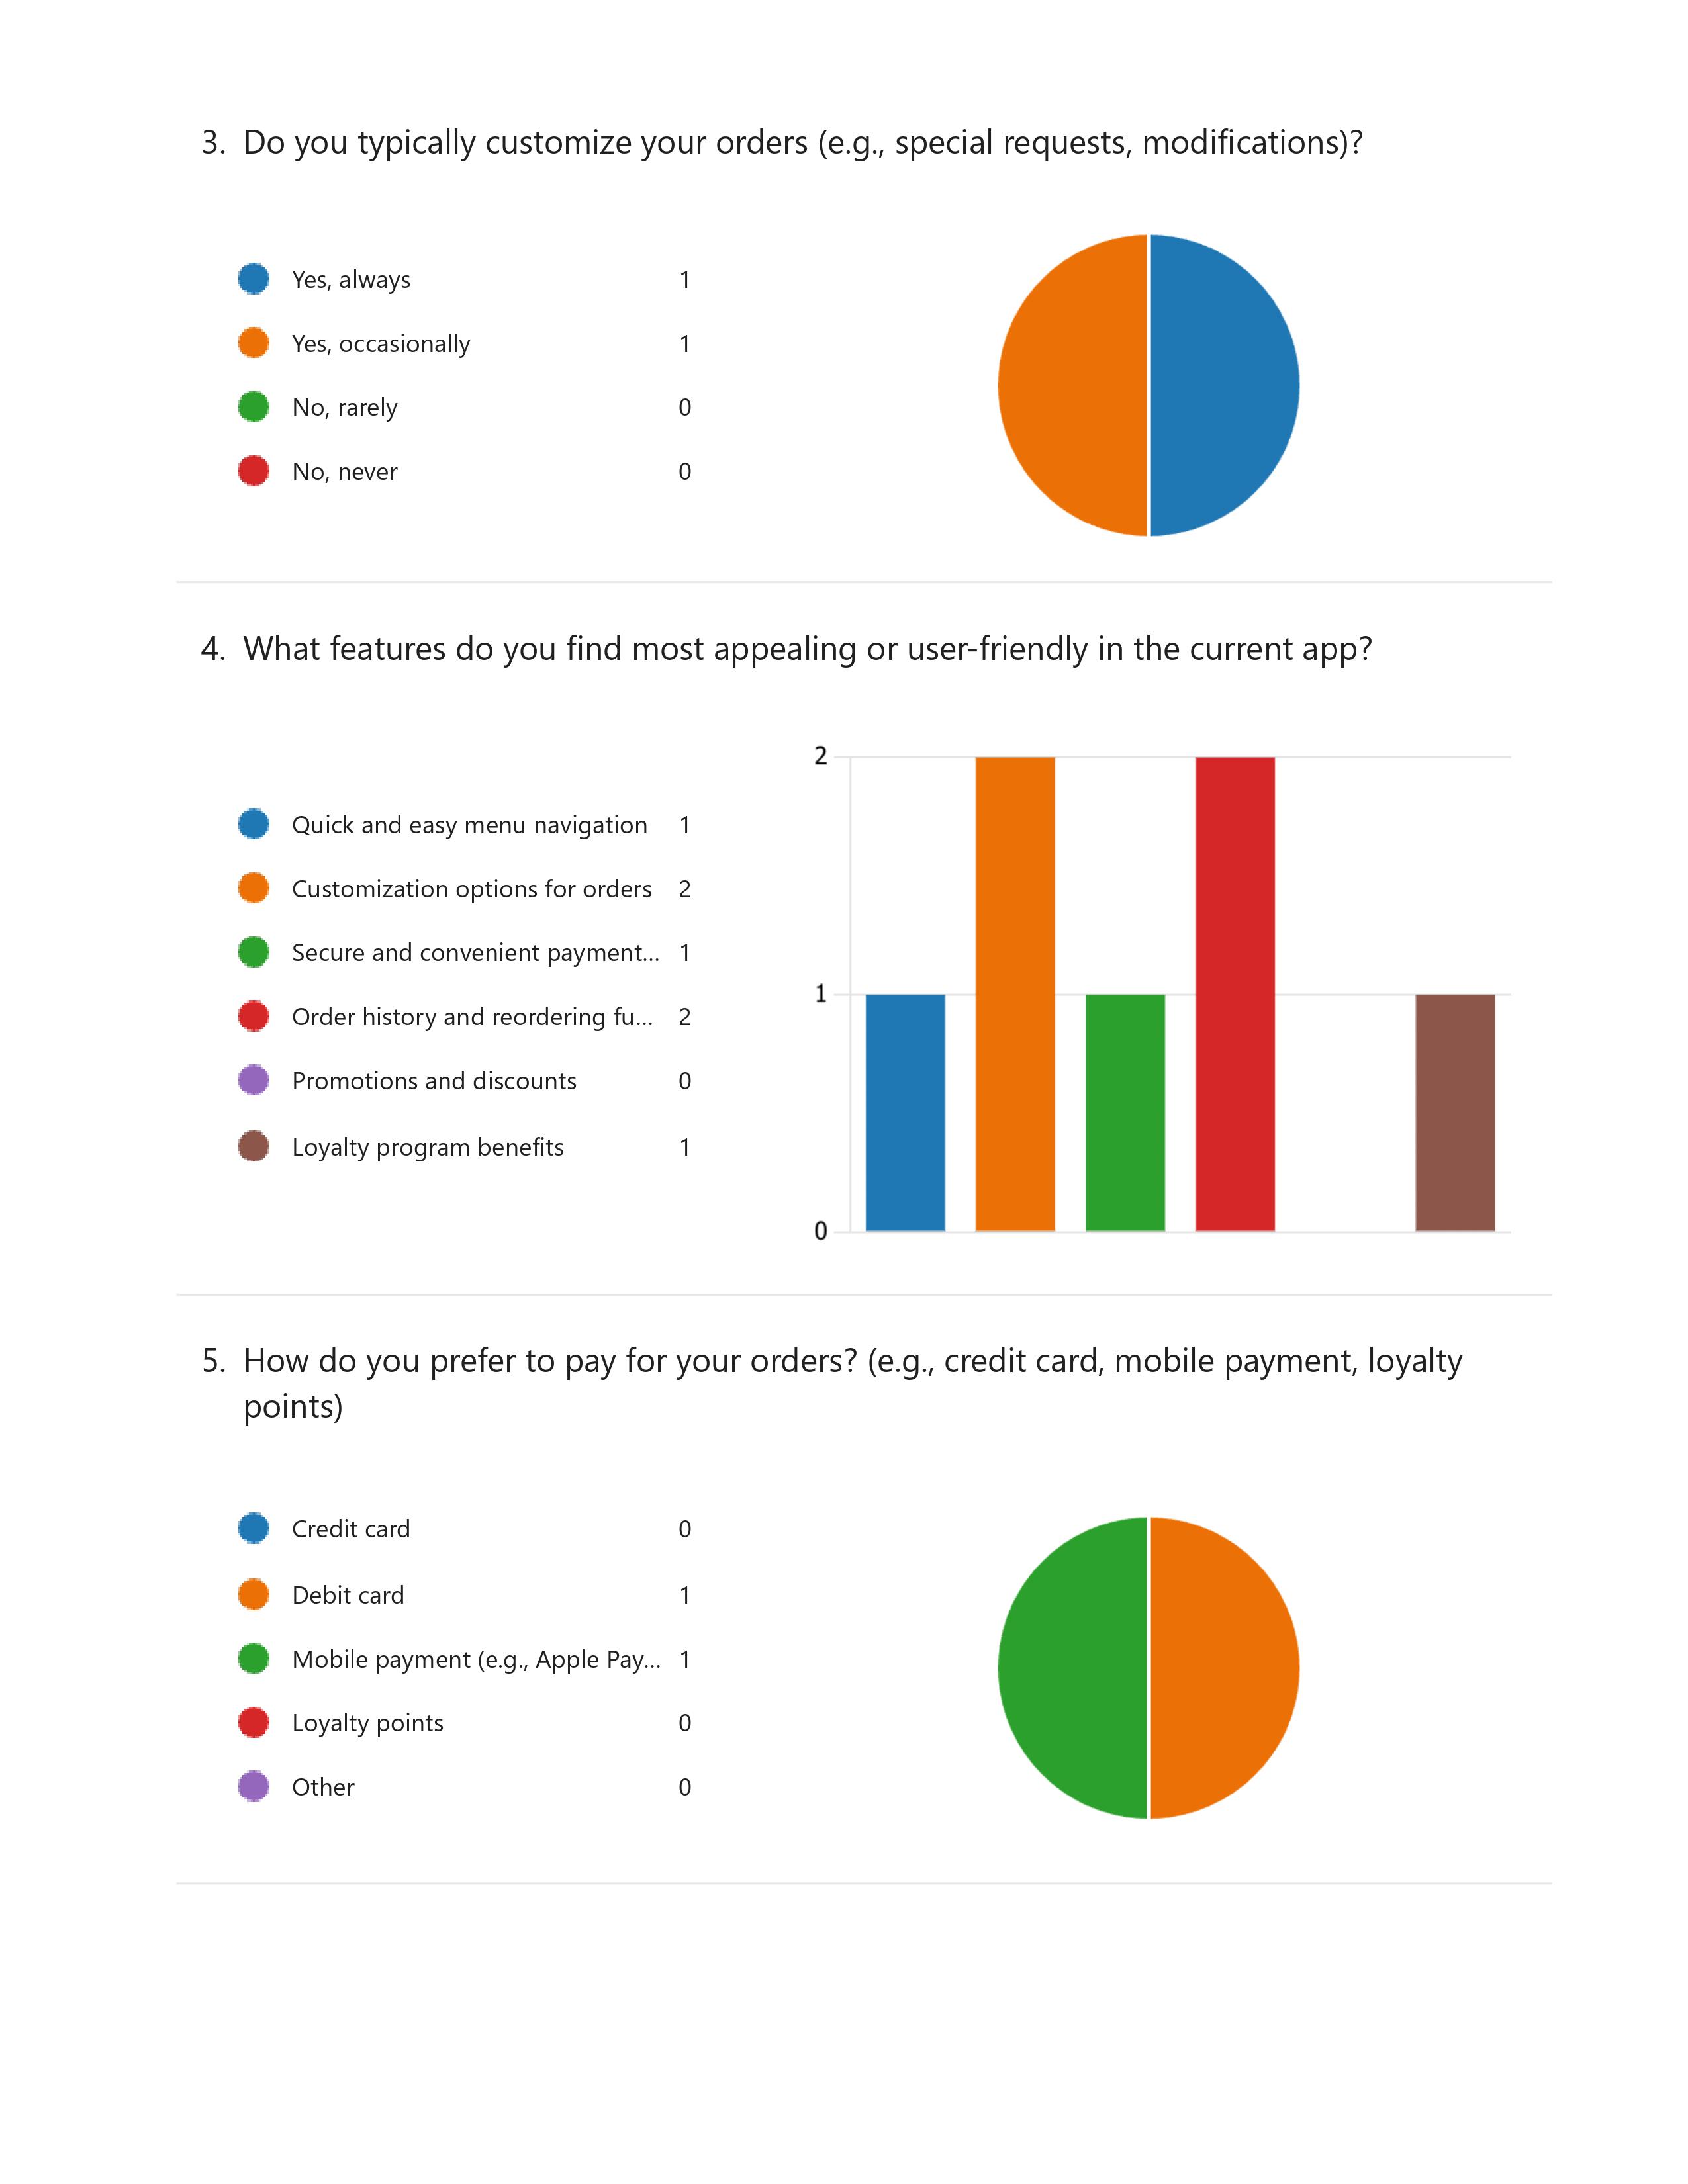 3. Do you typically customize your orders (e.g., special requests, modifications)?
Yes, always 1
Yes, occasionally 1
No, rarely 0
No, never 0
4. What features do you find most appealing or user-friendly in the current app?
Quick and easy menu navigation 1
Customization options for orders 2
Secure and convenient payment... 1
Order history and reordering fu... 2
Promotions and discounts 0
Loyalty program benefits 1
2
1
0
5. How do you prefer to pay for your orders? (e.g., credit card, mobile payment, loyalty
points)
Credit card 0
Debit card 1
Mobile payment (e.g., Apple Pay... 1
Loyalty points 0
Other 0